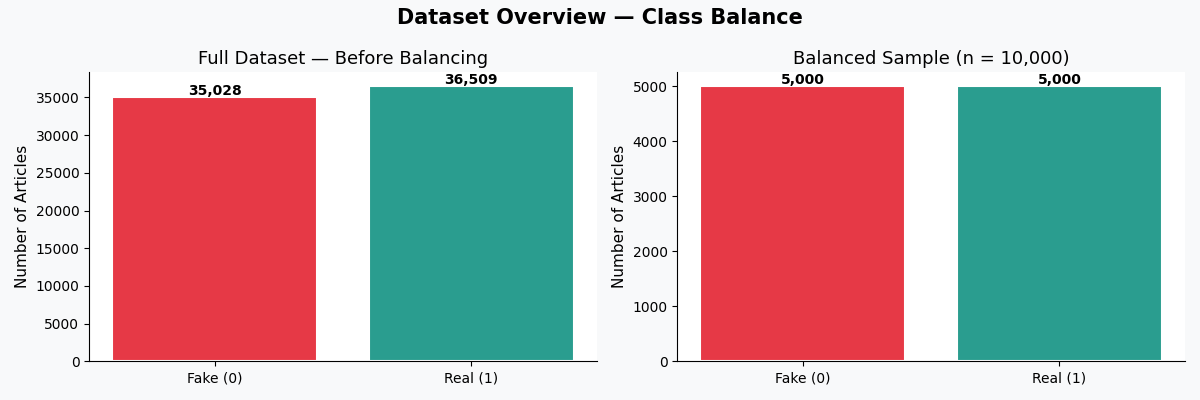 Dataset Overview — Class Balance
Full Dataset — Before Balancing
Number of Articles
35000
30000
25000
20000
15000
10000
5000
0
35,028
36,509
Fake (0)
Real (1)
Balanced Sample (n = 10,000)
Number of Articles
5000
4000
3000
2000
1000
0
5,000
5,000
Fake (0)
Real (1)